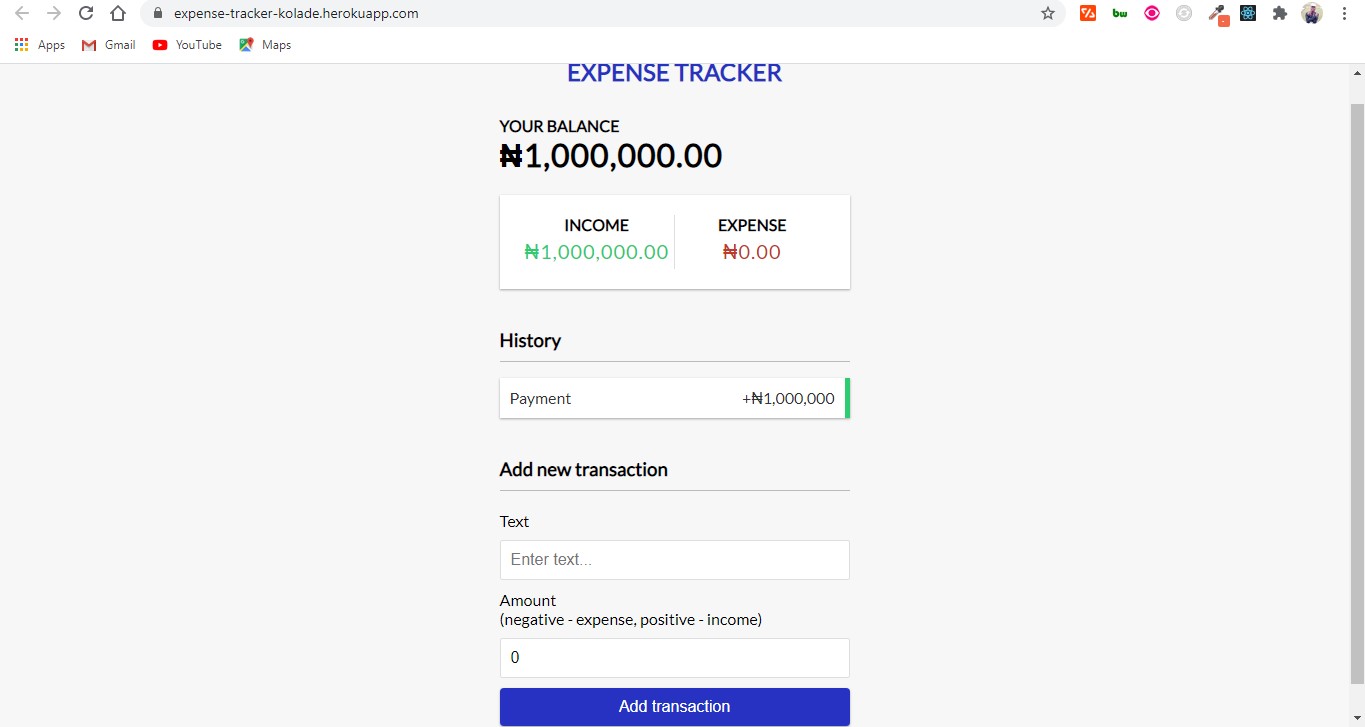 expense-tracker-kolade.herokuapp.com
Apps Gmail YouTube Maps
EXPENSE TRACKER
YOUR BALANCE
₦1,000,000.00
INCOME EXPENSE
₦1,000,000.00 ₦0.00
History
Payment +₦1,000,000
Add new transaction
Text
Enter text...
Amount
(negative - expense, positive - income)
0
Add transaction